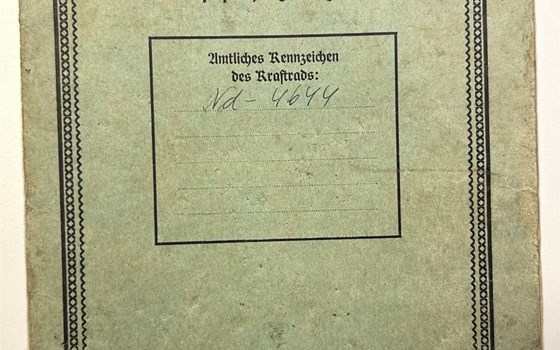 Amtliches Kennzeichen
des Kraftrads:
Nd-4644